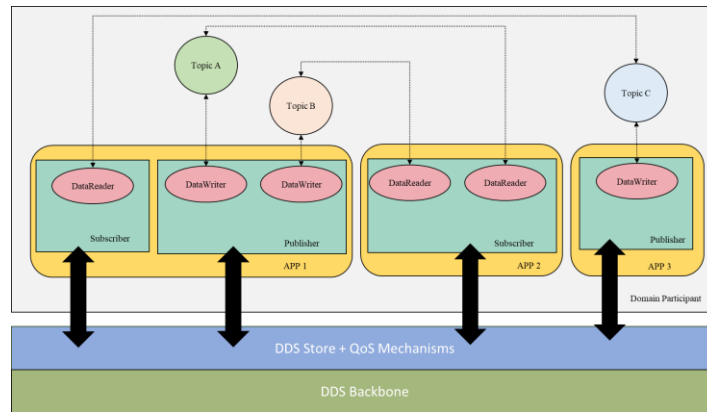 Topic A
Topic B
Topic C
DataReader
DataWriter
DataWriter
DataReader
DataReader
DataWriter
Subscriber
Publisher
Subscriber
Publisher
APP 1
APP 2
APP 3
Domain Participant
DDS Store + QoS Mechanisms
DDS Backbone